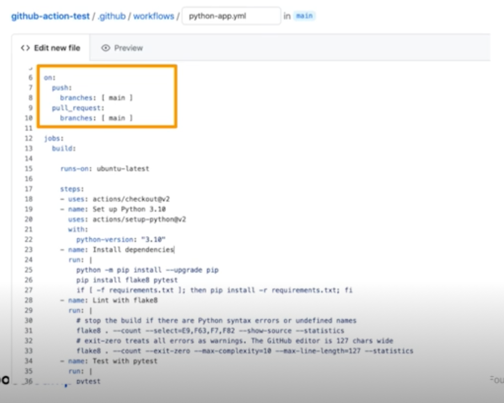 github-action-test / .github / workflows / python-app.yml in main
<> Edit new file Preview
6 on:
7 push:
8 branches: [ main ]
9 pull_request:
10 branches: [ main ]
11
12 jobs:
13 build:
14
15 runs-on: ubuntu-latest
16
17 steps:
18 - uses: actions/checkout@v2
19 - name: Set up Python 3.10
20 uses: actions/setup-python@v2
21 with:
22 python-version: "3.10"
23 - name: Install dependencies
24 run: |
25 python -m pip install --upgrade pip
26 pip install flake8 pytest
27 if [ -f requirements.txt ]; then pip install -r requirements.txt; fi
28 - name: Lint with flake8
29 run: |
30 # stop the build if there are Python syntax errors or undefined names
31 flake8 . --count --select=E9,F63,F7,F82 --show-source --statistics
32 # exit-zero treats all errors as warnings. The GitHub editor is 127 chars wide
33 flake8 . --count --exit-zero --max-complexity=10 --max-line-length=127 --statistics
34 - name: Test with pytest
35 run: |
36 pytest